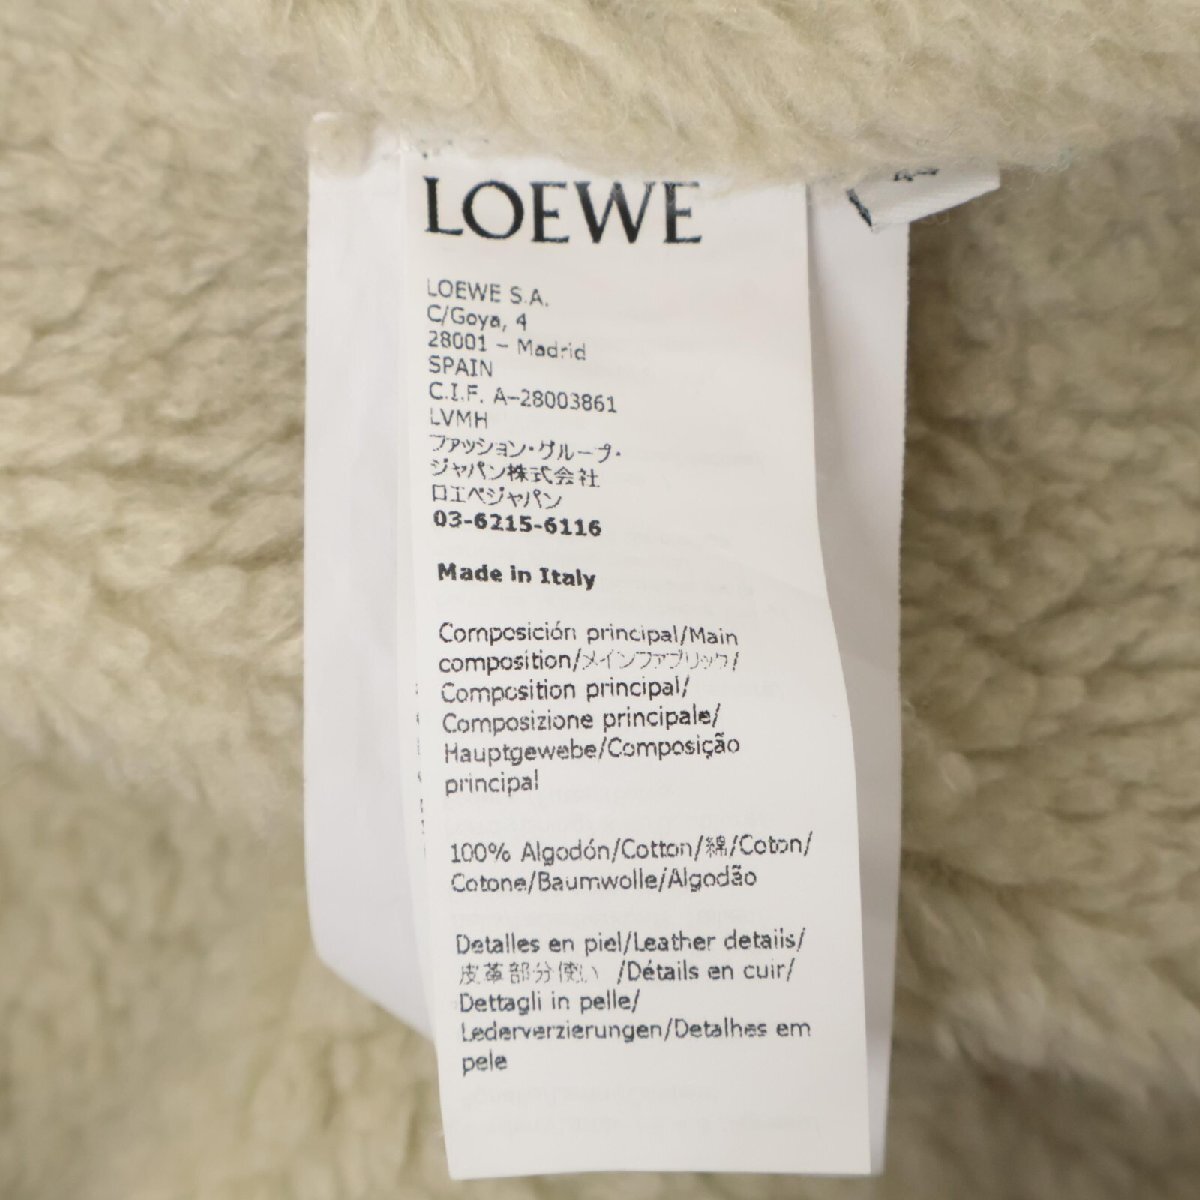 LOEWE
LOEWE S.A.
C/Goya, 4
28001 – Madrid
SPAIN
C.I.F. A–28003861
LVMH
ファッション・グループ・
ジャパン株式会社
ロエベジャパン
03-6215-6116
Made in Italy
Composición principal/Main
composition/メインファブリック/
Composition principal/
Composizione principale/
Hauptgewebe/Composição
principal
100% Algodón/Cotton/綿/Coton/
Cotone/Baumwolle/Algodão
Detalles en piel/Leather details/
皮革部分使い /Détails en cuir/
Dettagli in pelle/
Lederverzierungen/Detalhes em
pele